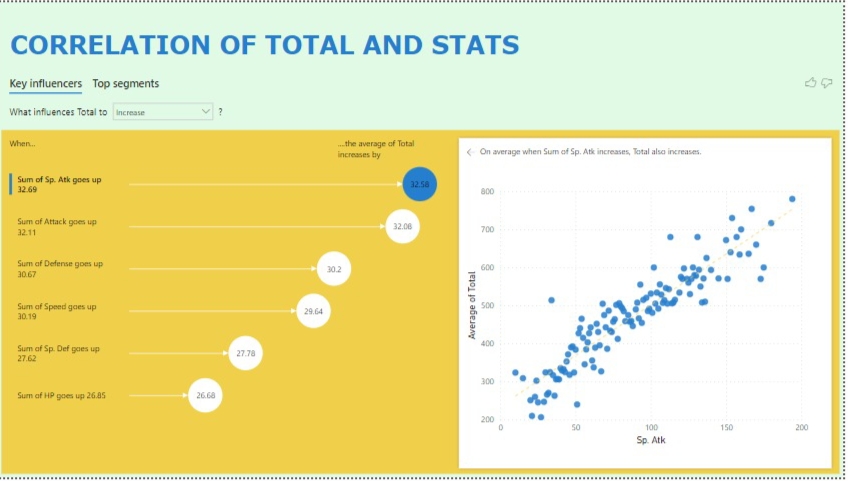 CORRELATION OF TOTAL AND STATS
Key influencers Top segments
What influences Total to Increase ?
When...
....the average of Total
increases by
Sum of Sp. Atk goes up
32.69
32.58
Sum of Attack goes up
32.11
32.08
Sum of Defense goes up
30.67
30.2
Sum of Speed goes up
30.19
29.64
Sum of Sp. Def goes up
27.62
27.78
Sum of HP goes up 26.85
26.68
On average when Sum of Sp. Atk increases, Total also increases.
Average of Total
800
700
600
500
400
300
200
0
50
100
150
200
Sp. Atk